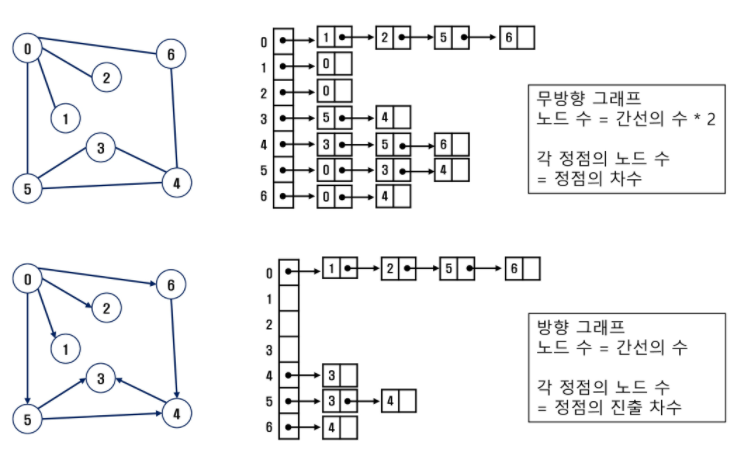 0
6
2
1
3
5
4
0 1 2 5 6
1 0
2 0
3 5 4
4 3 5 6
5 0 3 4
6 0 4
무방향 그래프
노드 수 = 간선의 수 * 2
각 정점의 노드 수
= 정점의 차수
0
6
2
1
3
5
4
0 1 2 5 6
1
2
3
4 3
5 3 4
6 4
방향 그래프
노드 수 = 간선의 수
각 정점의 노드 수
= 정점의 진출 차수